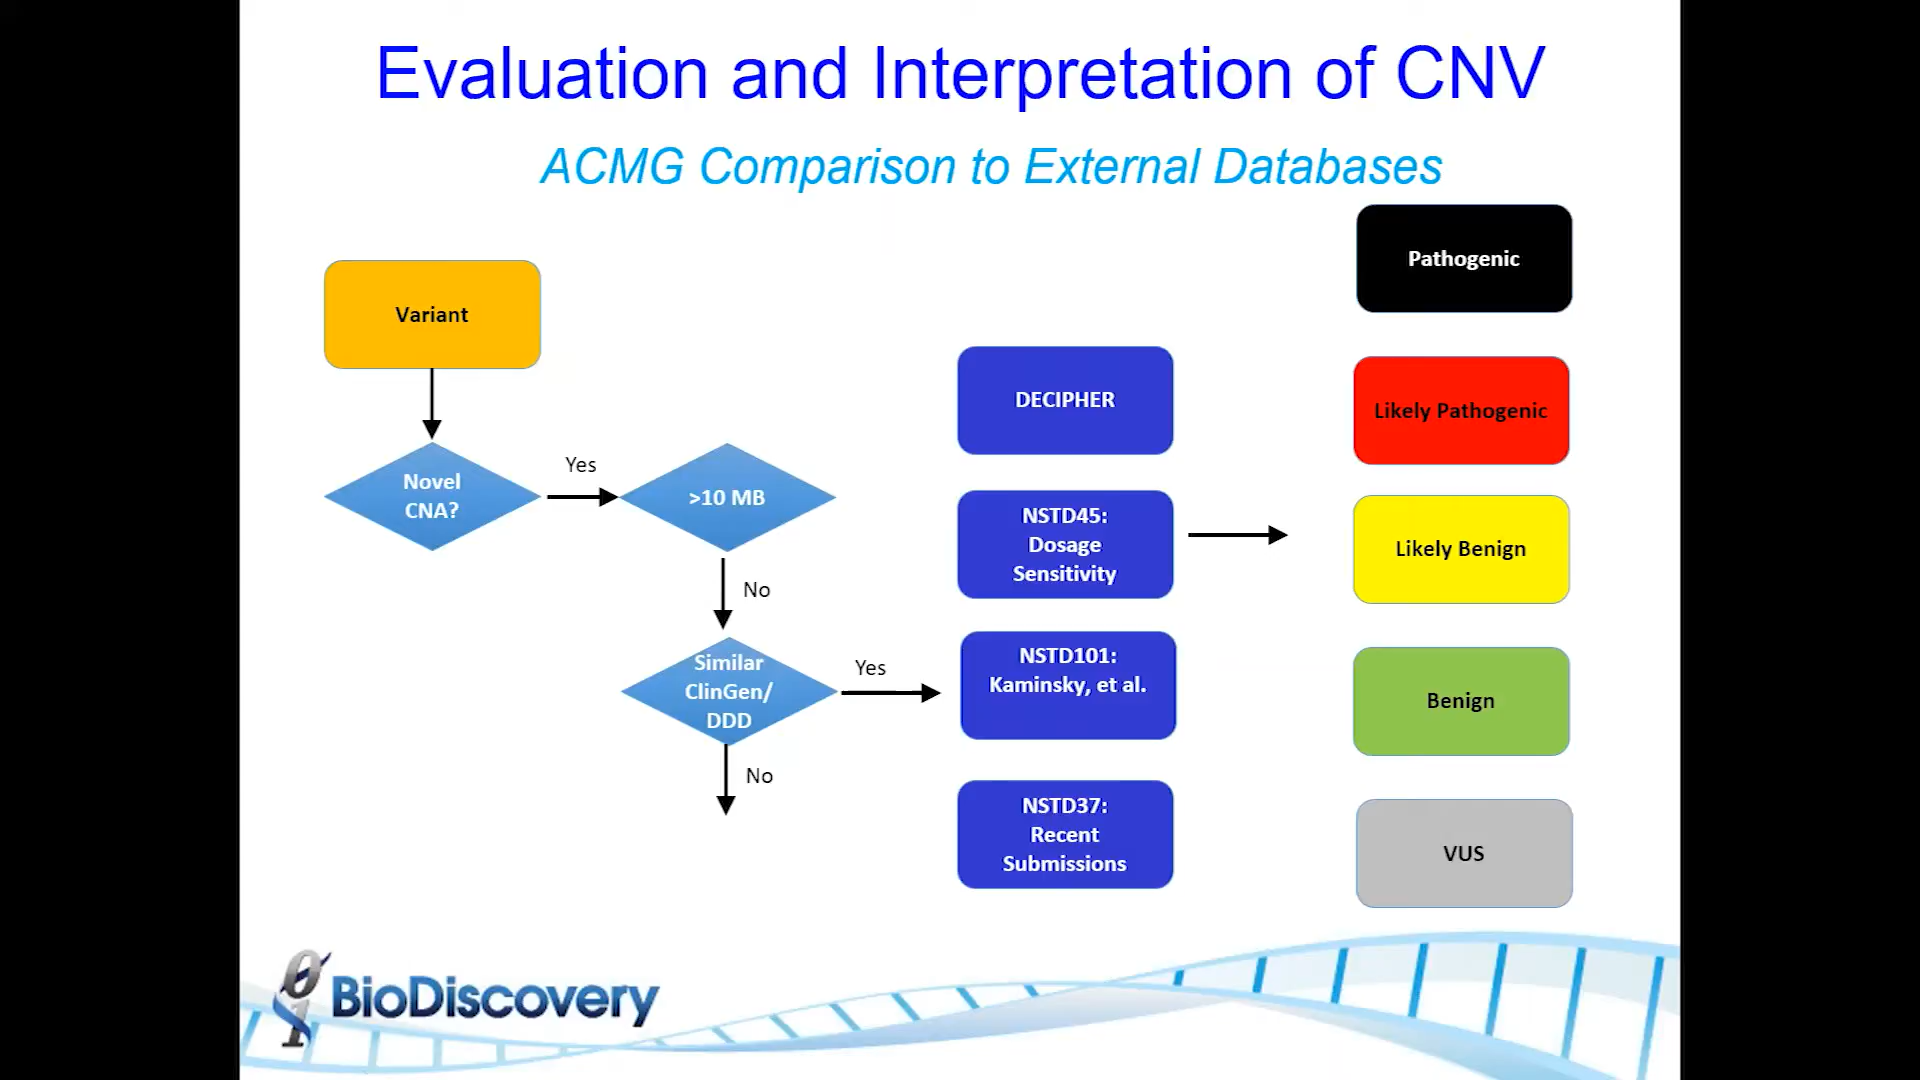 Evaluation and Interpretation of CNV
ACMG Comparison to External Databases
Variant
Novel
CNA?
Yes
>10 MB
No
Similar
ClinGen/
DDD
Yes
No
DECIPHER
NSTD45:
Dosage
Sensitivity
NSTD101:
Kaminsky, et al.
NSTD37:
Recent
Submissions
Pathogenic
Likely Pathogenic
Likely Benign
Benign
VUS
BioDiscovery